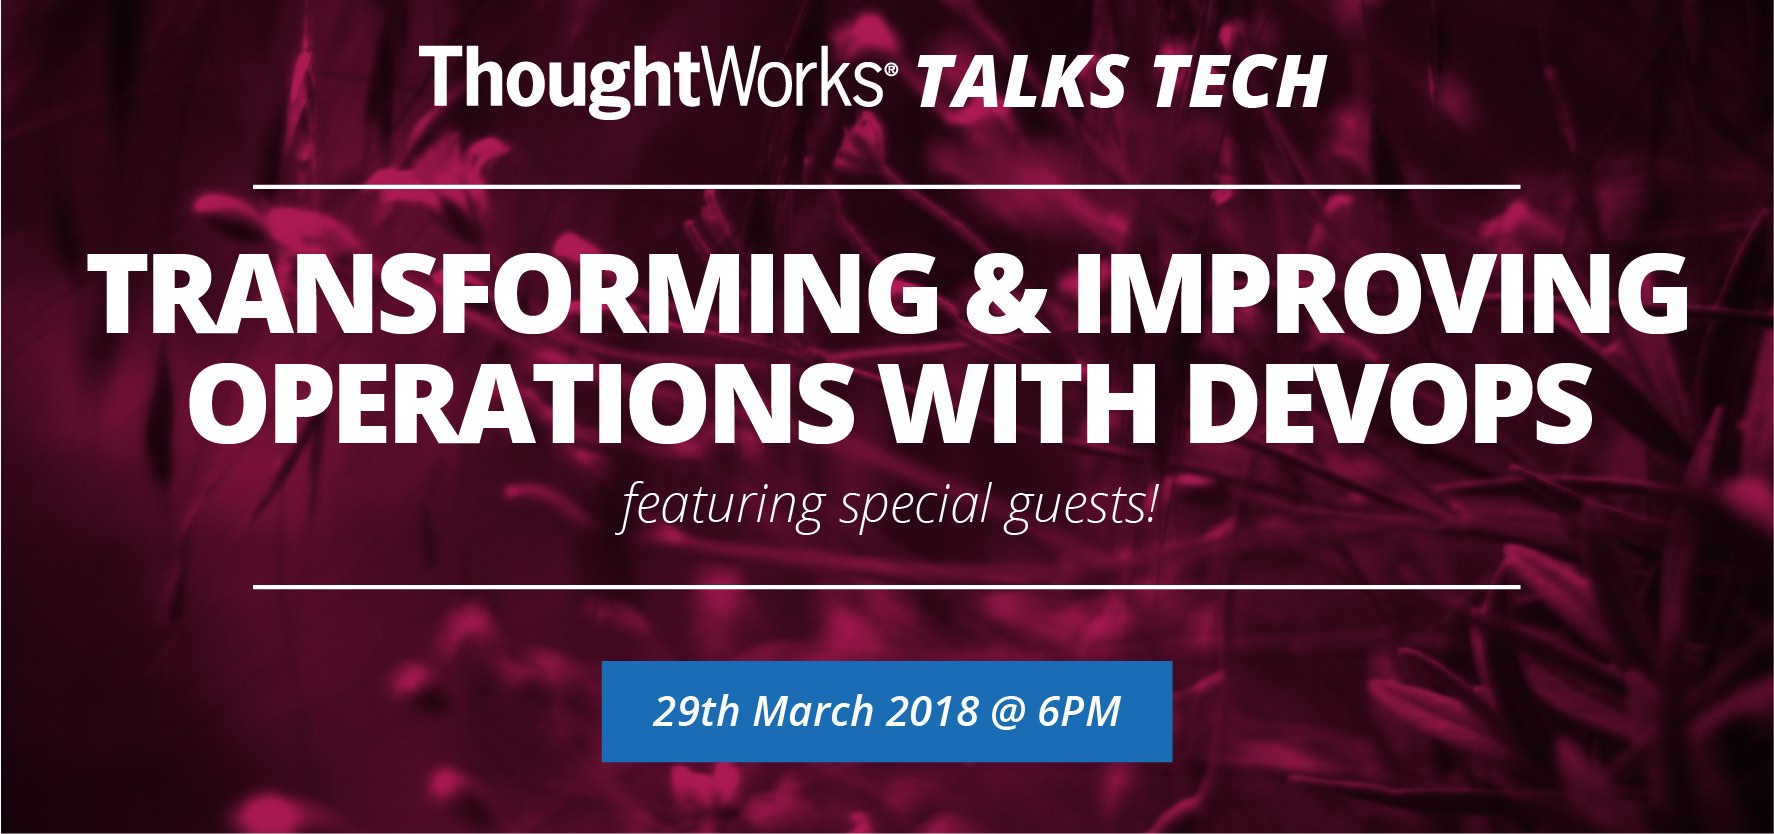 ThoughtWorks® TALKS TECH
TRANSFORMING & IMPROVING
OPERATIONS WITH DEVOPS
featuring special guests!
29th March 2018 @ 6PM